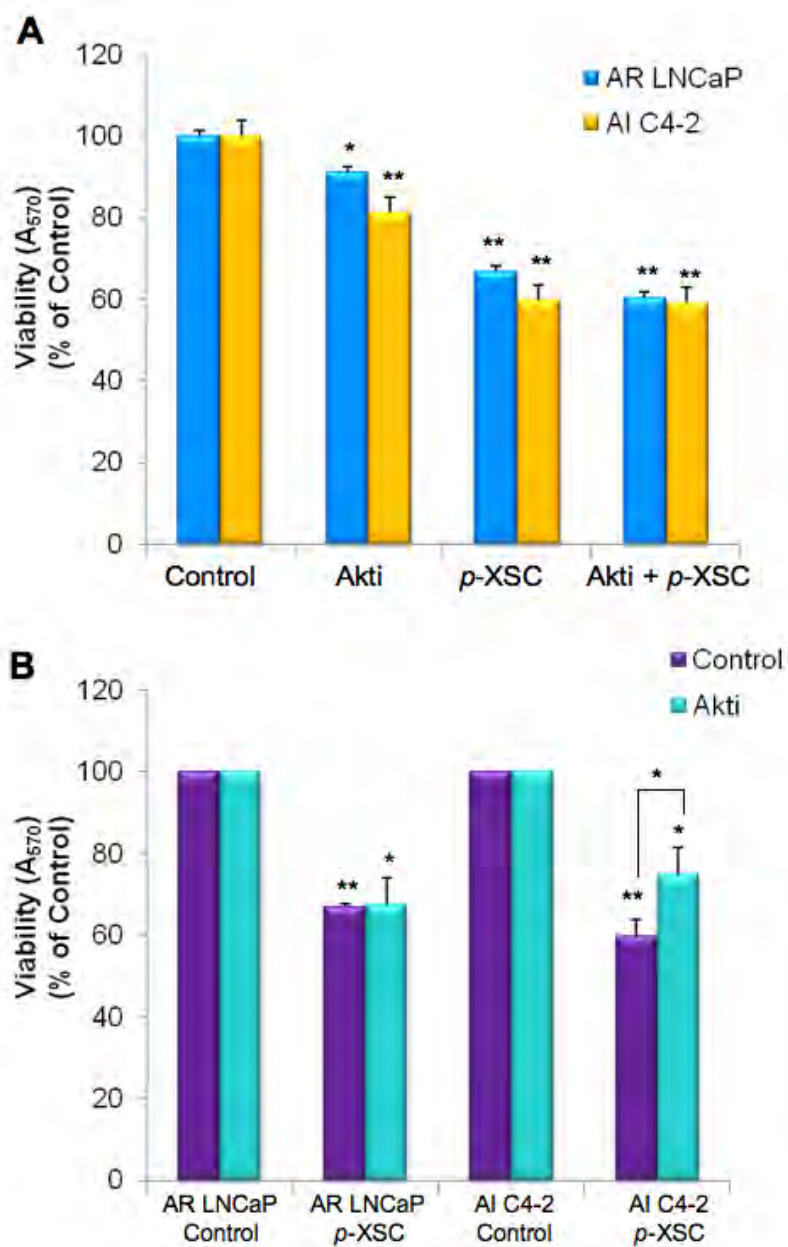 A
120
100
80
60
40
20
0
Viability (A570)
(% of Control)
AR LNCaP
AI C4-2
*
**
**
**
**
**
Control
Akti
p-XSC
Akti + p-XSC
B
120
100
80
60
40
20
0
Viability (A570)
(% of Control)
Control
Akti
**
*
**
*
*
AR LNCaP
Control
AR LNCaP
p-XSC
AI C4-2
Control
AI C4-2
p-XSC